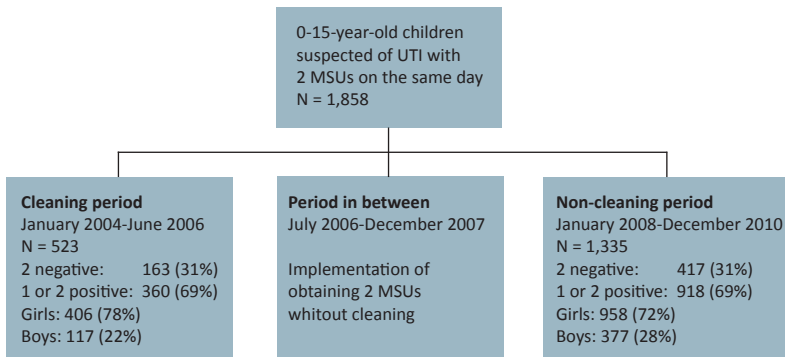 0-15-year-old children
suspected of UTI with
2 MSUs on the same day
N = 1,858
Cleaning period
January 2004-June 2006
N = 523
2 negative: 163 (31%)
1 or 2 positive: 360 (69%)
Girls: 406 (78%)
Boys: 117 (22%)
Period in between
July 2006-December 2007
Implementation of
obtaining 2 MSUs
whitout cleaning
Non-cleaning period
January 2008-December 2010
N = 1,335
2 negative: 417 (31%)
1 or 2 positive: 918 (69%)
Girls: 958 (72%)
Boys: 377 (28%)